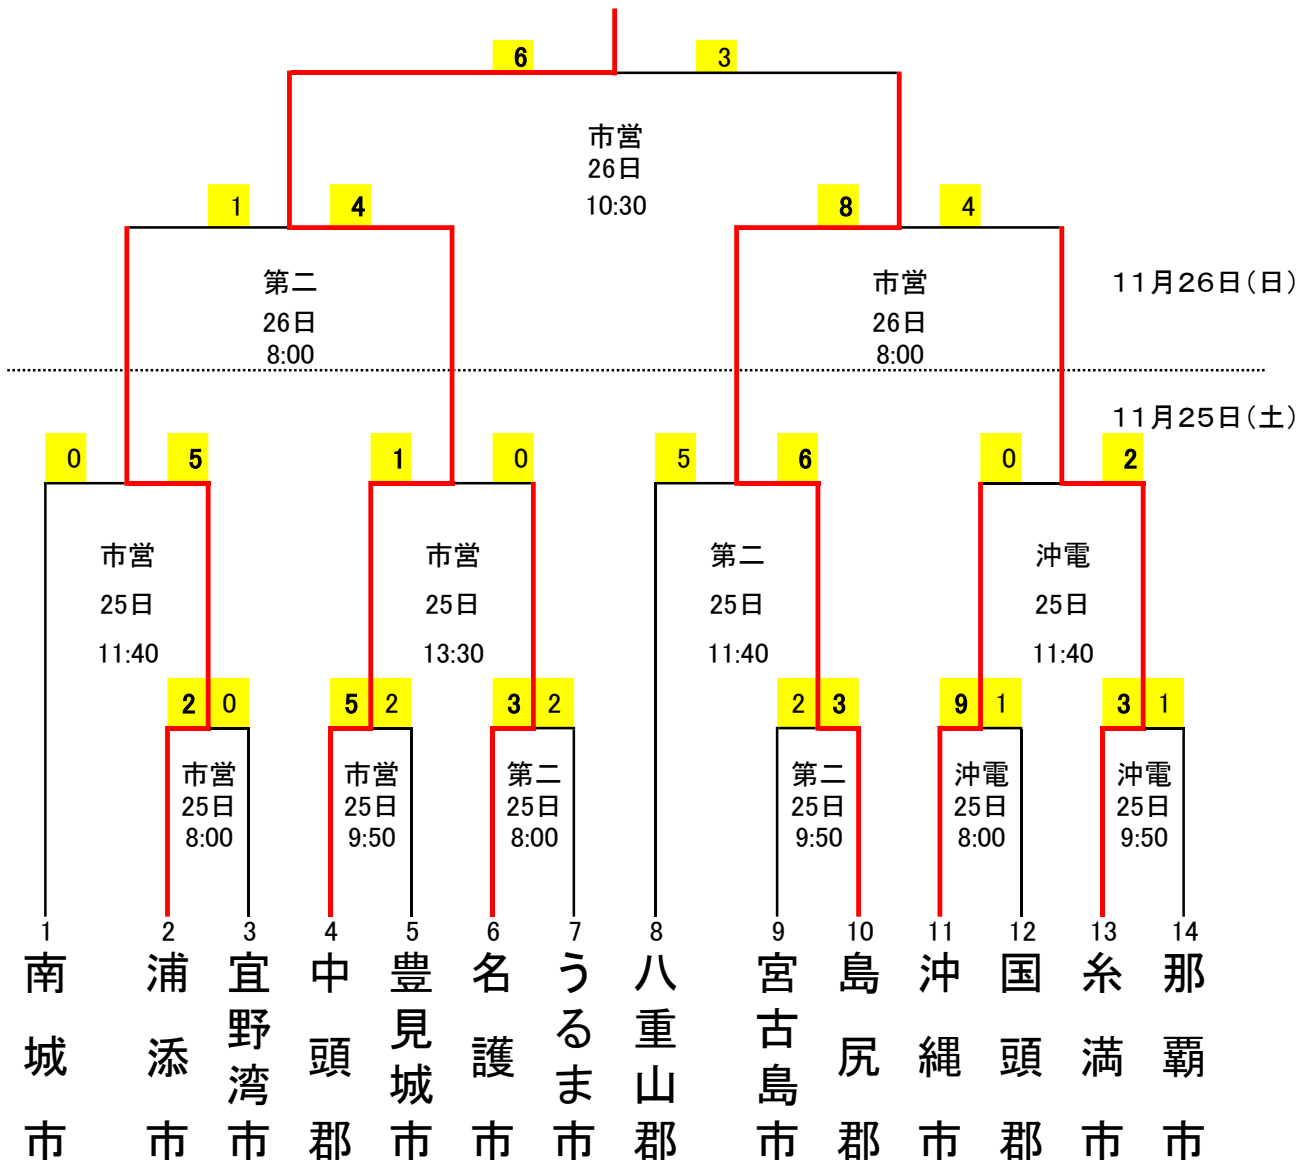 6 3
市営
26日
10:30
1 4 8 4
第二 市営 11月26日(日)
26日 26日
8:00 8:00
11月25日(土)
0 5 1 0 5 6 0 2
市営 市営 第二 沖電
25日 25日 25日 25日
11:40 13:30 11:40 11:40
2 0 5 2 3 2 2 3 9 1 3 1
市営 市営 第二 第二 沖電 沖電
25日 25日 25日 25日 25日 25日
8:00 9:50 8:00 9:50 8:00 9:50
1 2 3 4 5 6 7 8 9 10 11 12 13 14
南城市
浦添市
宜野湾市
中頭郡
豊見城市
名護市
うるま市
八重山郡
宮古島市
島尻郡
沖縄市
国頭郡
糸満市
那覇市